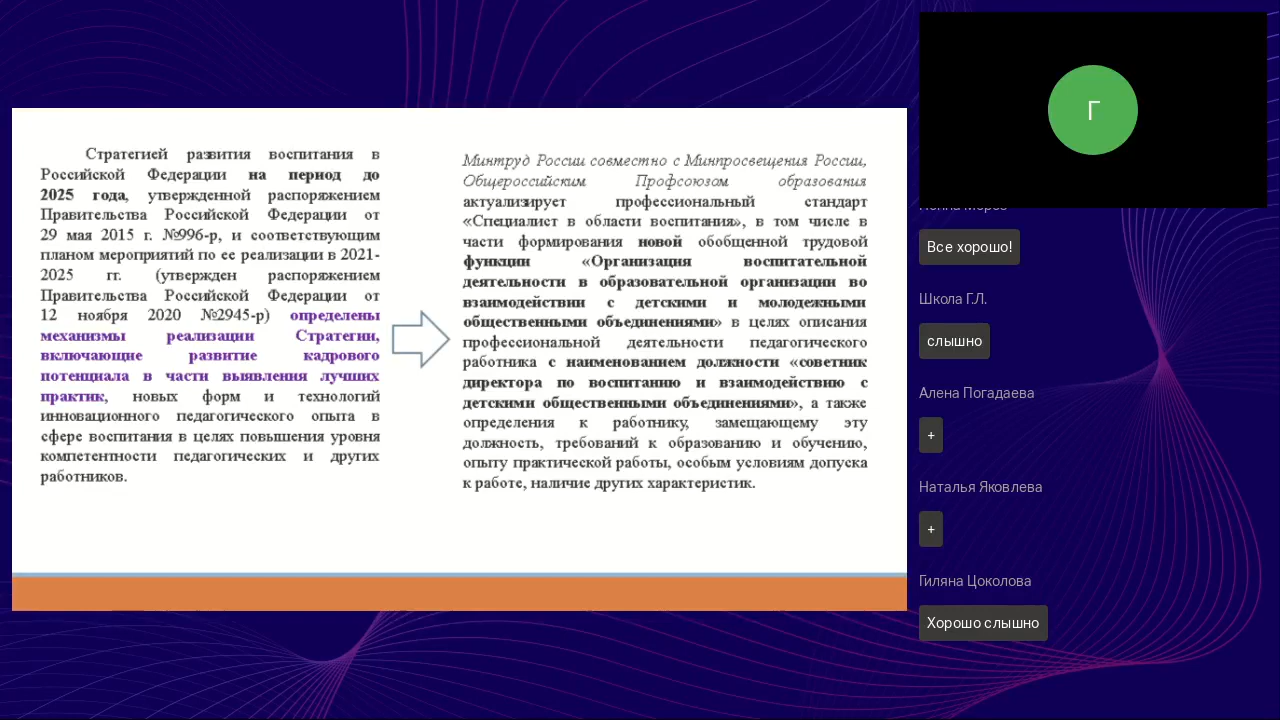 Стратегией развития воспитания в
Российской Федерации на период до
2025 года, утвержденной распоряжением
Правительства Российской Федерации от
29 мая 2015 г. №996-р, и соответствующим
планом мероприятий по ее реализации в 2021-
2025 гг. (утвержден распоряжением
Правительства Российской Федерации от
12 ноября 2020 №2945-р) определены
механизмы реализации Стратегии,
включающие развитие кадрового
потенциала в части выявления лучших
практик, новых форм и технологий
инновационного педагогического опыта в
сфере воспитания в целях повышения уровня
компетентности педагогических и других
работников.
Минтруд России совместно с Минпросвещения России,
Общероссийским Профсоюзом образования
актуализирует профессиональный стандарт
«Специалист в области воспитания», в том числе в
части формирования новой обобщенной трудовой
функции «Организация воспитательной
деятельности в образовательной организации во
взаимодействии с детскими и молодежными
общественными объединениями» в целях описания
профессиональной деятельности педагогического
работника с наименованием должности «советник
директора по воспитанию и взаимодействию с
детскими общественными объединениями», а также
определения к работнику, замещающему эту
должность, требований к образованию и обучению,
опыту практической работы, особым условиям допуска
к работе, наличие других характеристик.
Г
Все хорошо!
Школа Г.Л.
слышно
Алена Погадаева
+
Наталья Яковлева
+
Гиляна Цоколова
Хорошо слышно